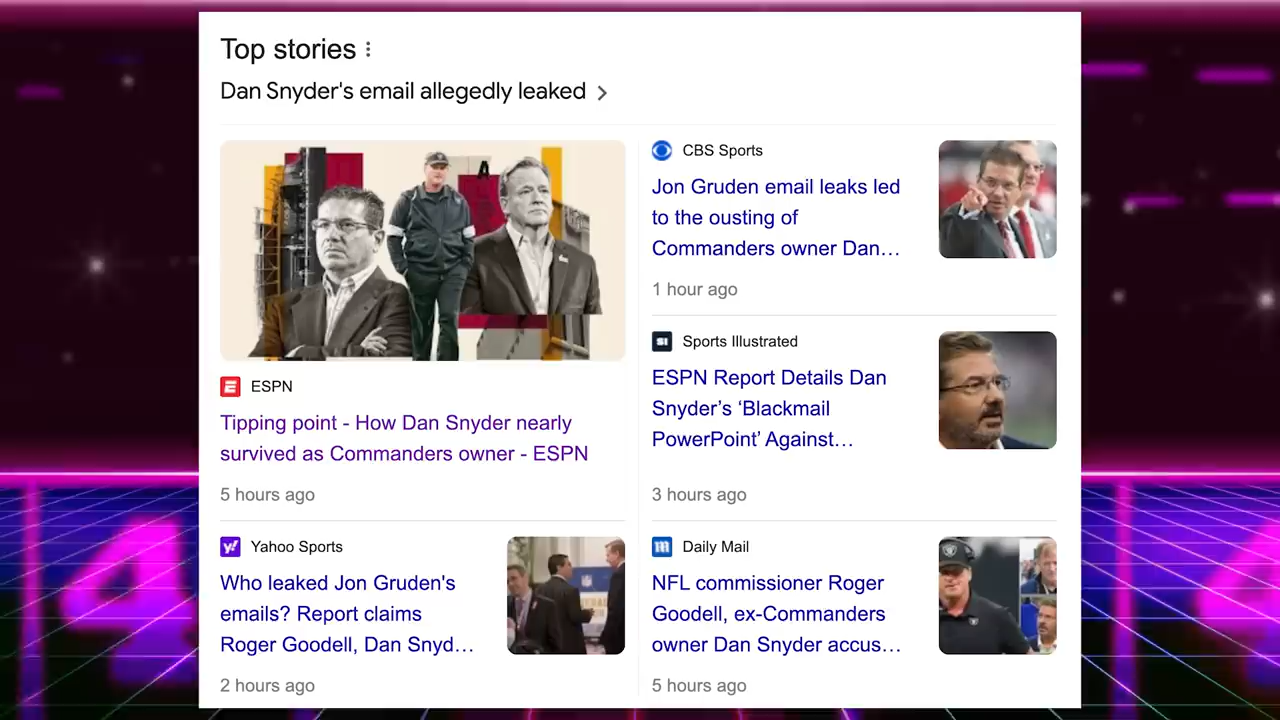 Top stories
Dan Snyder's email allegedly leaked
ESPN
Tipping point - How Dan Snyder nearly
survived as Commanders owner - ESPN
5 hours ago
CBS Sports
Jon Gruden email leaks led
to the ousting of
Commanders owner Dan…
1 hour ago
SI Sports Illustrated
ESPN Report Details Dan
Snyder’s ‘Blackmail
PowerPoint’ Against…
3 hours ago
y! Yahoo Sports
Who leaked Jon Gruden's
emails? Report claims
Roger Goodell, Dan Snyd…
2 hours ago
m Daily Mail
NFL commissioner Roger
Goodell, ex-Commanders
owner Dan Snyder accus…
5 hours ago
4
4